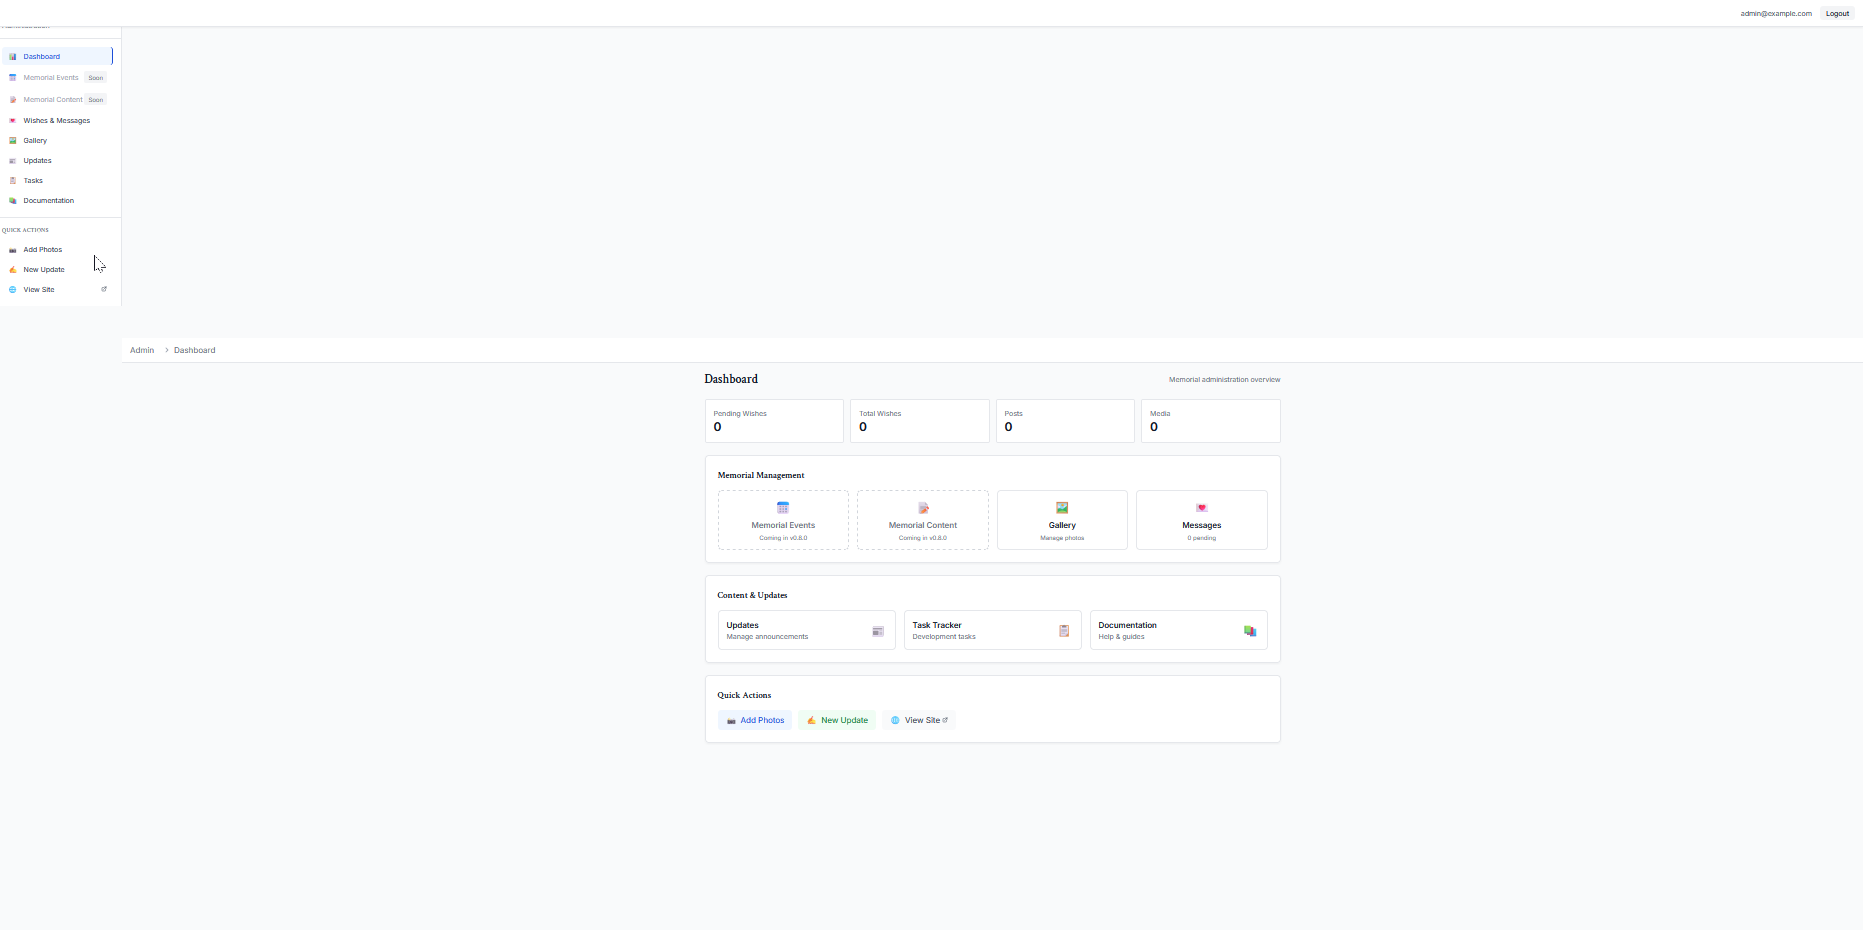 admin@example.com Logout
Dashboard
Memorial Events Soon
Memorial Content Soon
Wishes & Messages
Gallery
Updates
Tasks
Documentation
QUICK ACTIONS
Add Photos
New Update
View Site
Admin > Dashboard
Dashboard
Memorial administration overview
Pending Wishes
0
Total Wishes
0
Posts
0
Media
0
Memorial Management
Memorial Events
Coming in v0.8.0
Memorial Content
Coming in v0.8.0
Gallery
Manage photos
Messages
0 pending
Content & Updates
Updates
Manage announcements
Task Tracker
Development tasks
Documentation
Help & guides
Quick Actions
Add Photos
New Update
View Site